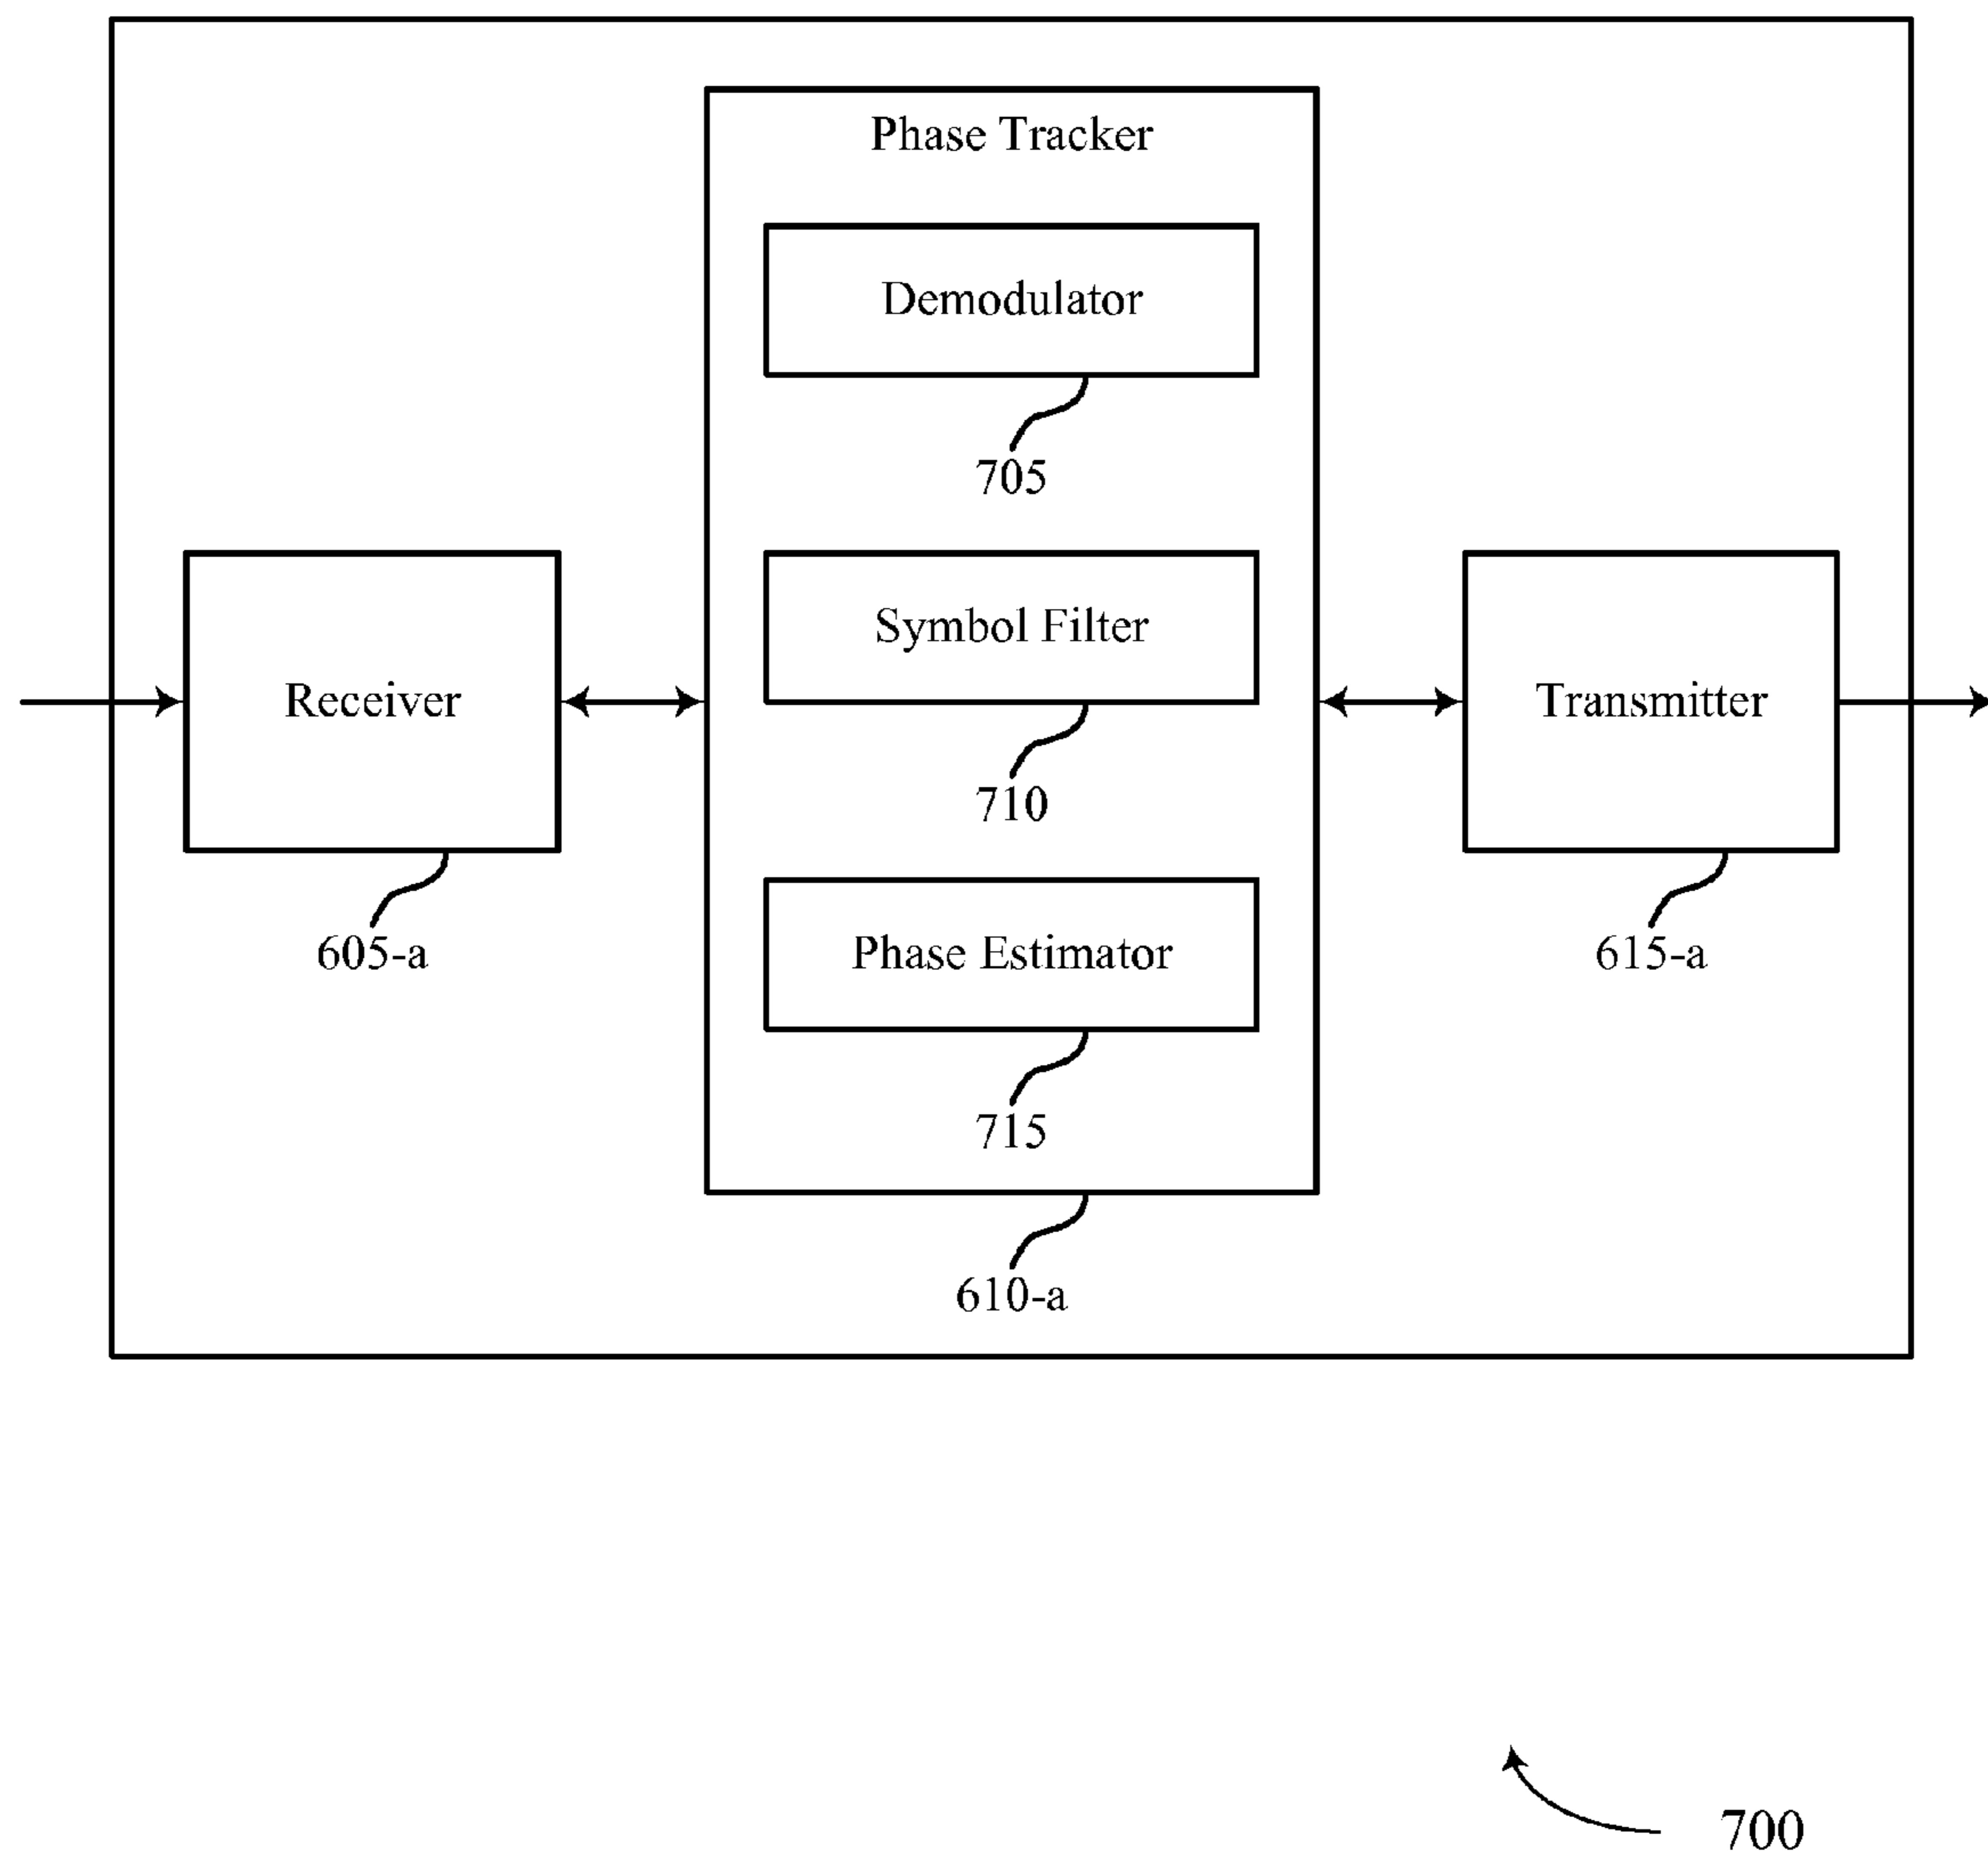 Phase Tracker
Demodulator
705
Symbol Filter
710
Phase Estimator
715
610-a
Receiver
605-a
Transmitter
615-a
700